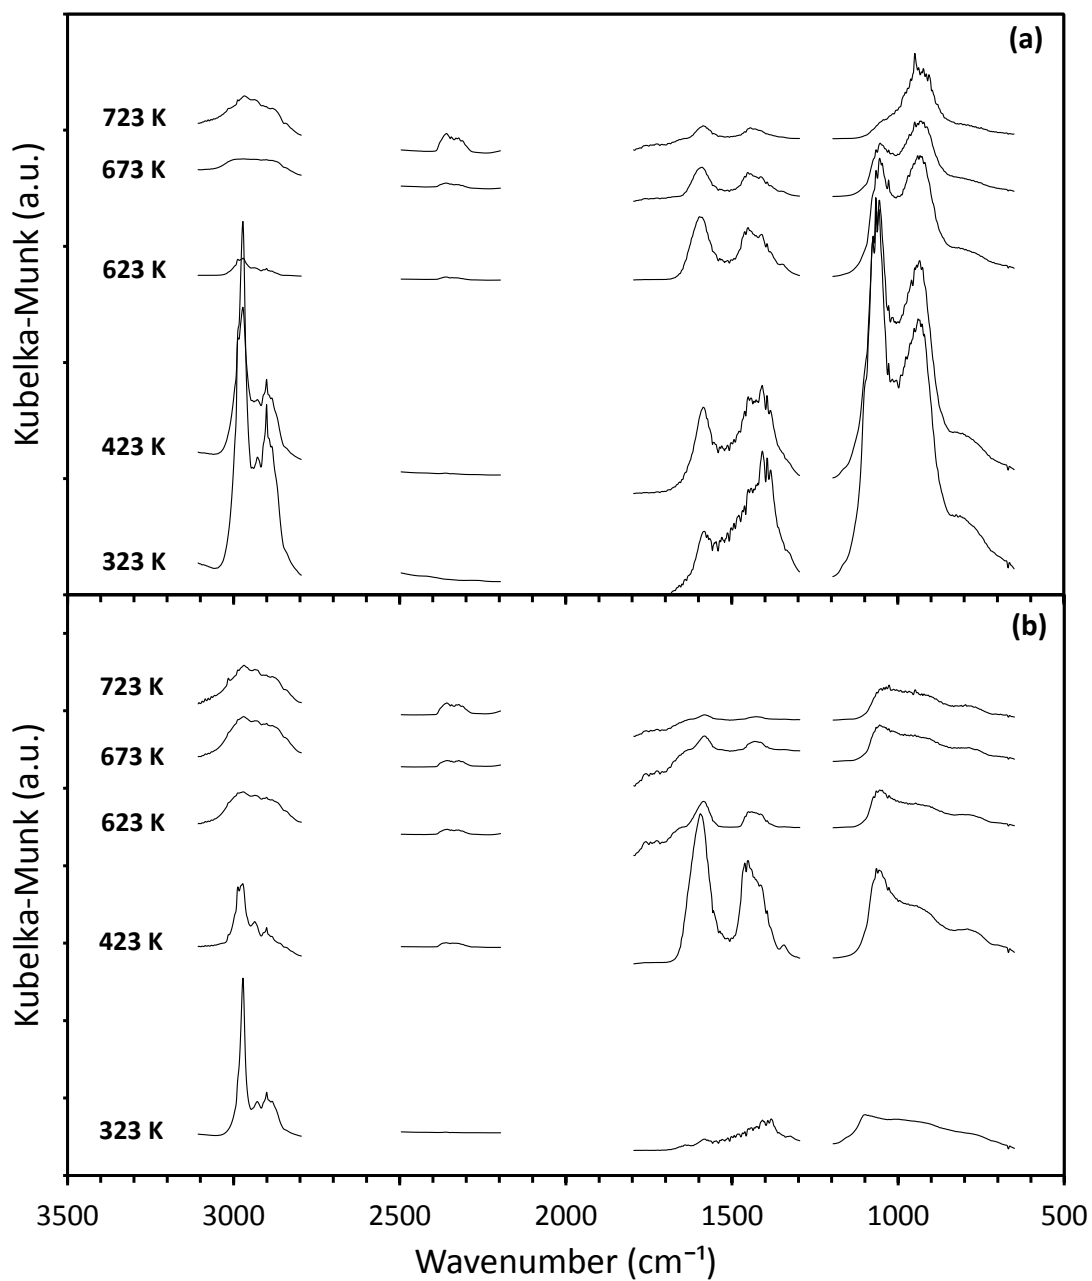 (a)
723 K
673 K
623 K
423 K
323 K
Kubelka-Munk (a.u.)
(b)
723 K
673 K
623 K
423 K
323 K
Kubelka-Munk (a.u.)
3500 3000 2500 2000 1500 1000 500
Wavenumber (cm⁻¹)